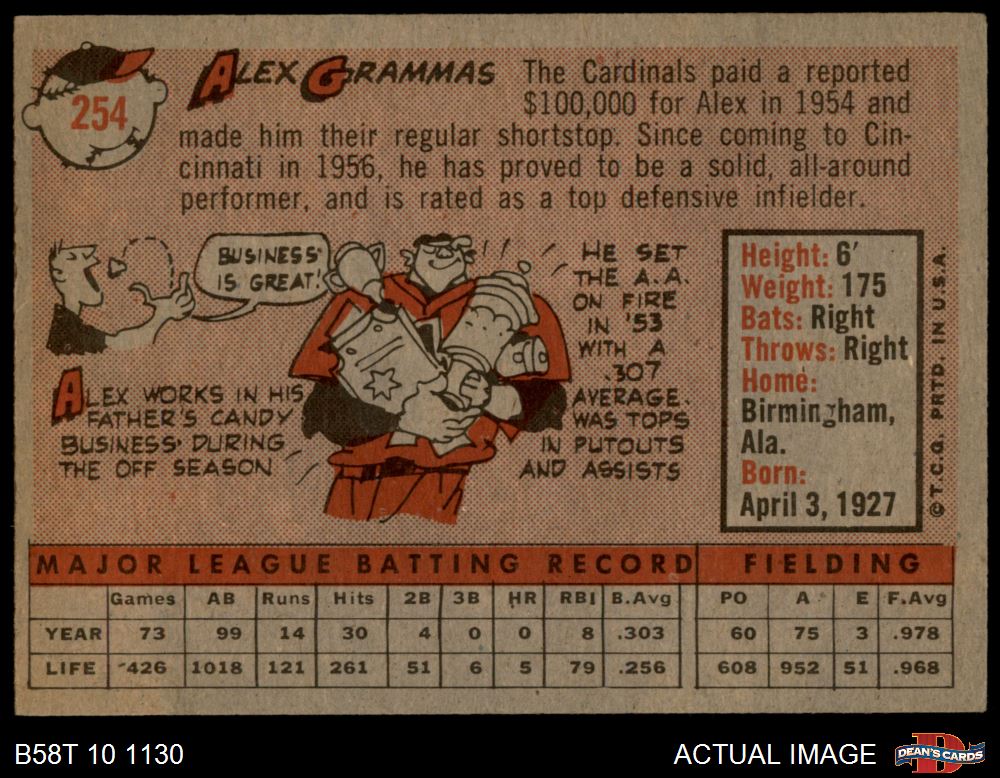 254
ALEX GRAMMAS
The Cardinals paid a reported
$100,000 for Alex in 1954 and
made him their regular shortstop. Since coming to Cin-
cinnati in 1956, he has proved to be a solid, all-around
performer, and is rated as a top defensive infielder.
BUSINESS
IS GREAT!
ALEX WORKS IN HIS
FATHER'S CANDY
BUSINESS DURING
THE OFF SEASON
HE SET
THE A.A.
ON FIRE
IN '53
WITH A
.307
AVERAGE.
WAS TOPS
IN PUTOUTS
AND ASSISTS
Height: 6'
Weight: 175
Bats: Right
Throws: Right
Home:
Birmingham,
Ala.
Born:
April 3, 1927
© T.C.G. PRTD. IN U.S.A.
MAJOR LEAGUE BATTING RECORD FIELDING
Games AB Runs Hits 2B 3B HR RBI B.Avg PO A E F.Avg
YEAR 73 99 14 30 4 0 0 8 .303 60 75 3 .978
LIFE 426 1018 121 261 51 6 5 79 .256 608 952 51 .968
B58T 10 1130
ACTUAL IMAGE
DEAN'S CARDS